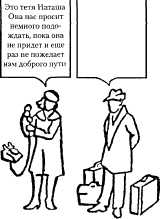 Это тетя Наташа
Она нас просит
немного подо-
ждать, пока она
не придет и еще
раз не пожелает
нам доброго пути